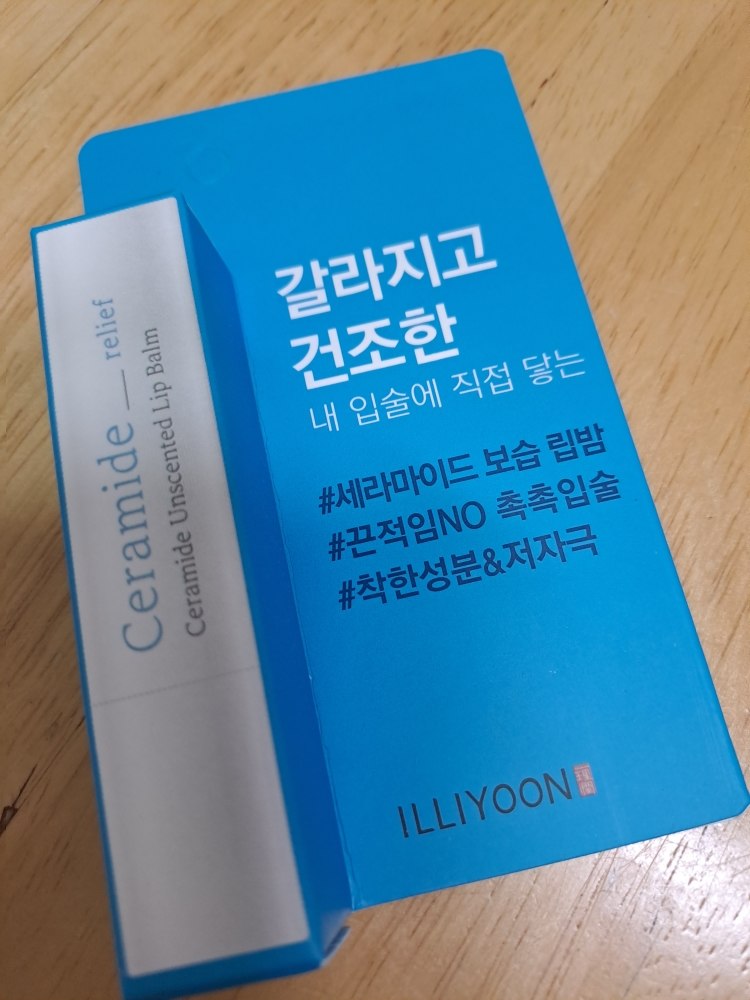 Ceramide — relief
Ceramide Unscented Lip Balm
갈라지고
건조한
내 입술에 직접 닿는
#세라마이드 보습 립밤
#끈적임NO 촉촉입술
#착한성분&저자극
ILLIYOON